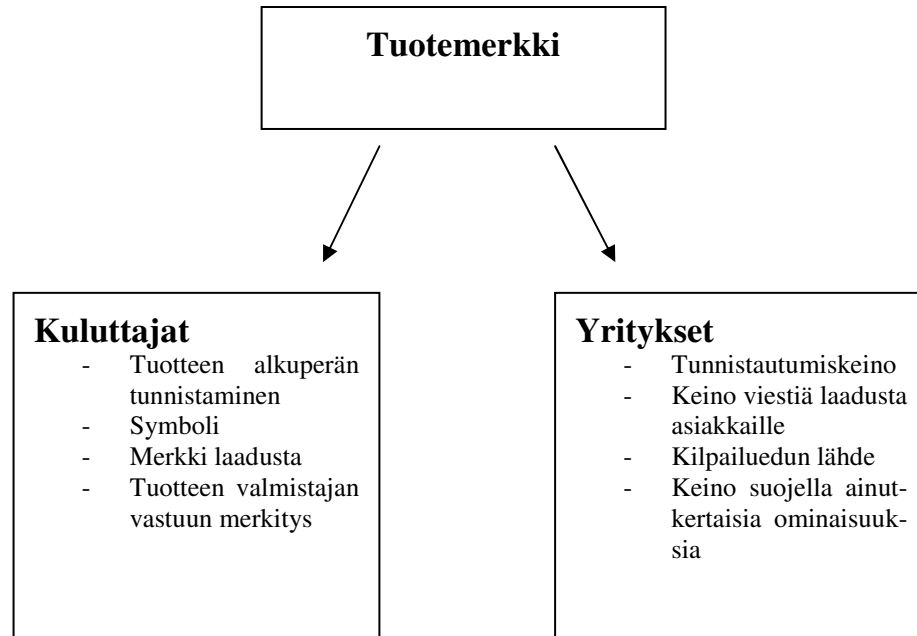 Tuotemerkki
Kuluttajat
- Tuotteen alkuperän
tunnistaminen
- Symboli
- Merkki laadusta
- Tuotteen valmistajan
vastuun merkitys
Yritykset
- Tunnistautumiskeino
- Keino viestiä laadusta
asiakkaille
- Kilpailuedun lähde
- Keino suojella ainut-
kertaisia ominaisuuk-
sia